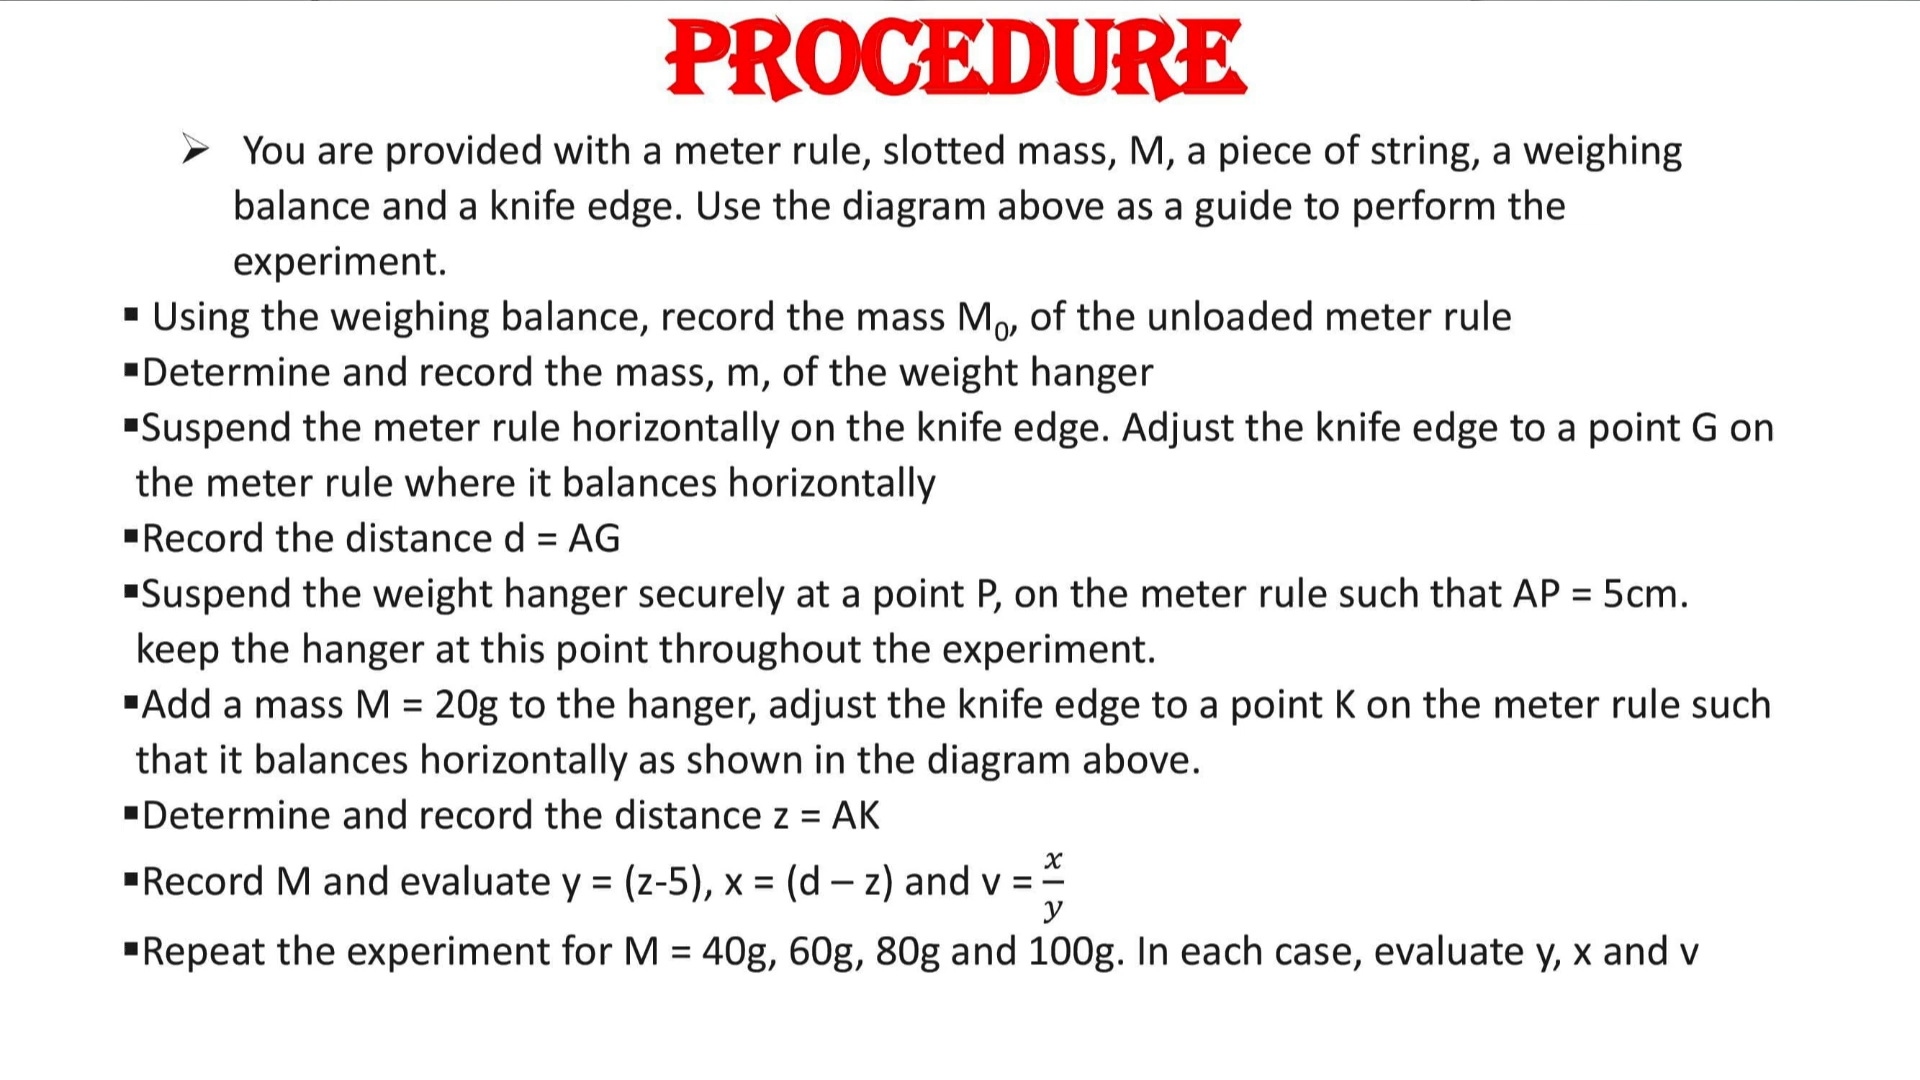 PROCEDURE
➢ You are provided with a meter rule, slotted mass, M, a piece of string, a weighing
balance and a knife edge. Use the diagram above as a guide to perform the
experiment.
▪ Using the weighing balance, record the mass M₀, of the unloaded meter rule
▪Determine and record the mass, m, of the weight hanger
▪Suspend the meter rule horizontally on the knife edge. Adjust the knife edge to a point G on
the meter rule where it balances horizontally
▪Record the distance d = AG
▪Suspend the weight hanger securely at a point P, on the meter rule such that AP = 5cm.
keep the hanger at this point throughout the experiment.
▪Add a mass M = 20g to the hanger, adjust the knife edge to a point K on the meter rule such
that it balances horizontally as shown in the diagram above.
▪Determine and record the distance z = AK
▪Record M and evaluate y = (z-5), x = (d – z) and v = x/y
▪Repeat the experiment for M = 40g, 60g, 80g and 100g. In each case, evaluate y, x and v